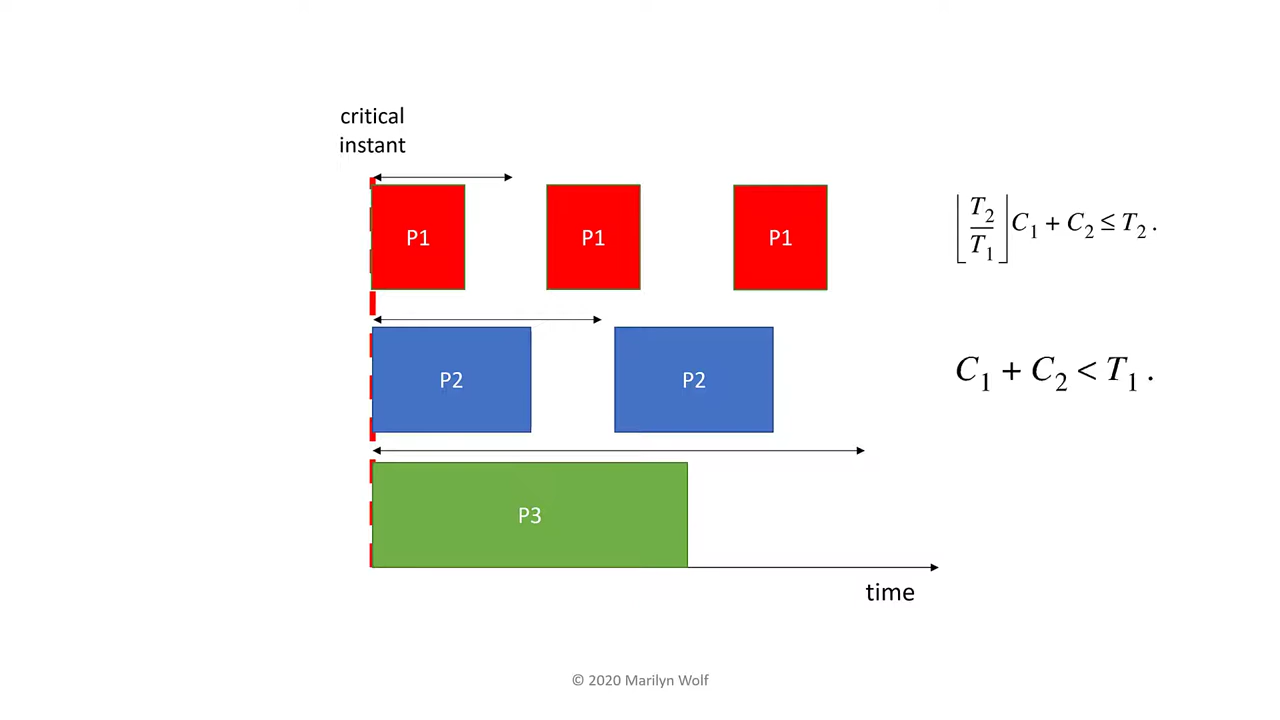 critical
instant
P1 P1 P1
⌊T₂/T₁⌋C₁ + C₂ ≤ T₂ .
P2 P2
C₁ + C₂ < T₁ .
P3
time
© 2020 Marilyn Wolf